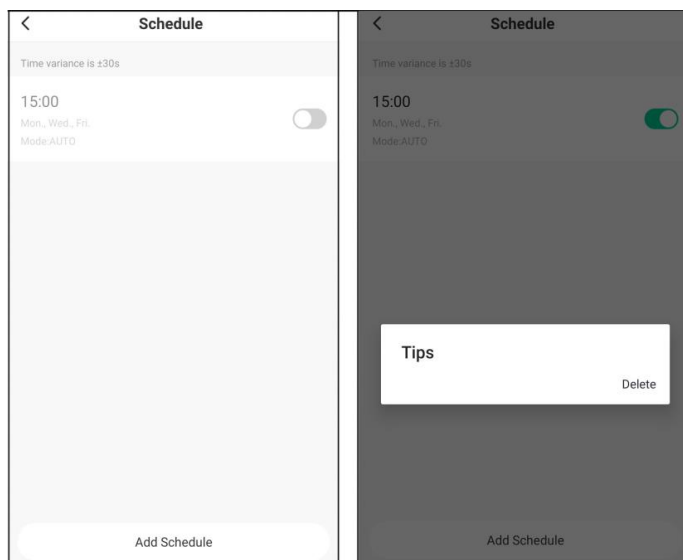 Schedule
Time variance is ±30s
15:00
Mon., Wed., Fri.
Mode:AUTO
Add Schedule
Schedule
Time variance is ±30s
15:00
Mon., Wed., Fri.
Mode:AUTO
Tips
Delete
Add Schedule